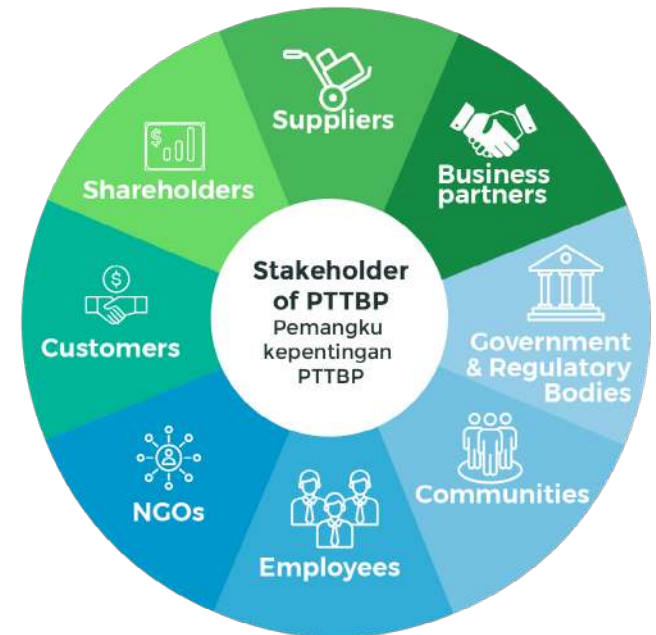 Suppliers
Business
partners
Government
& Regulatory
Bodies
Communities
Employees
NGOs
Customers
Shareholders
$
$
Stakeholder
of PTTBP
Pemangku
kepentingan
PTTBP